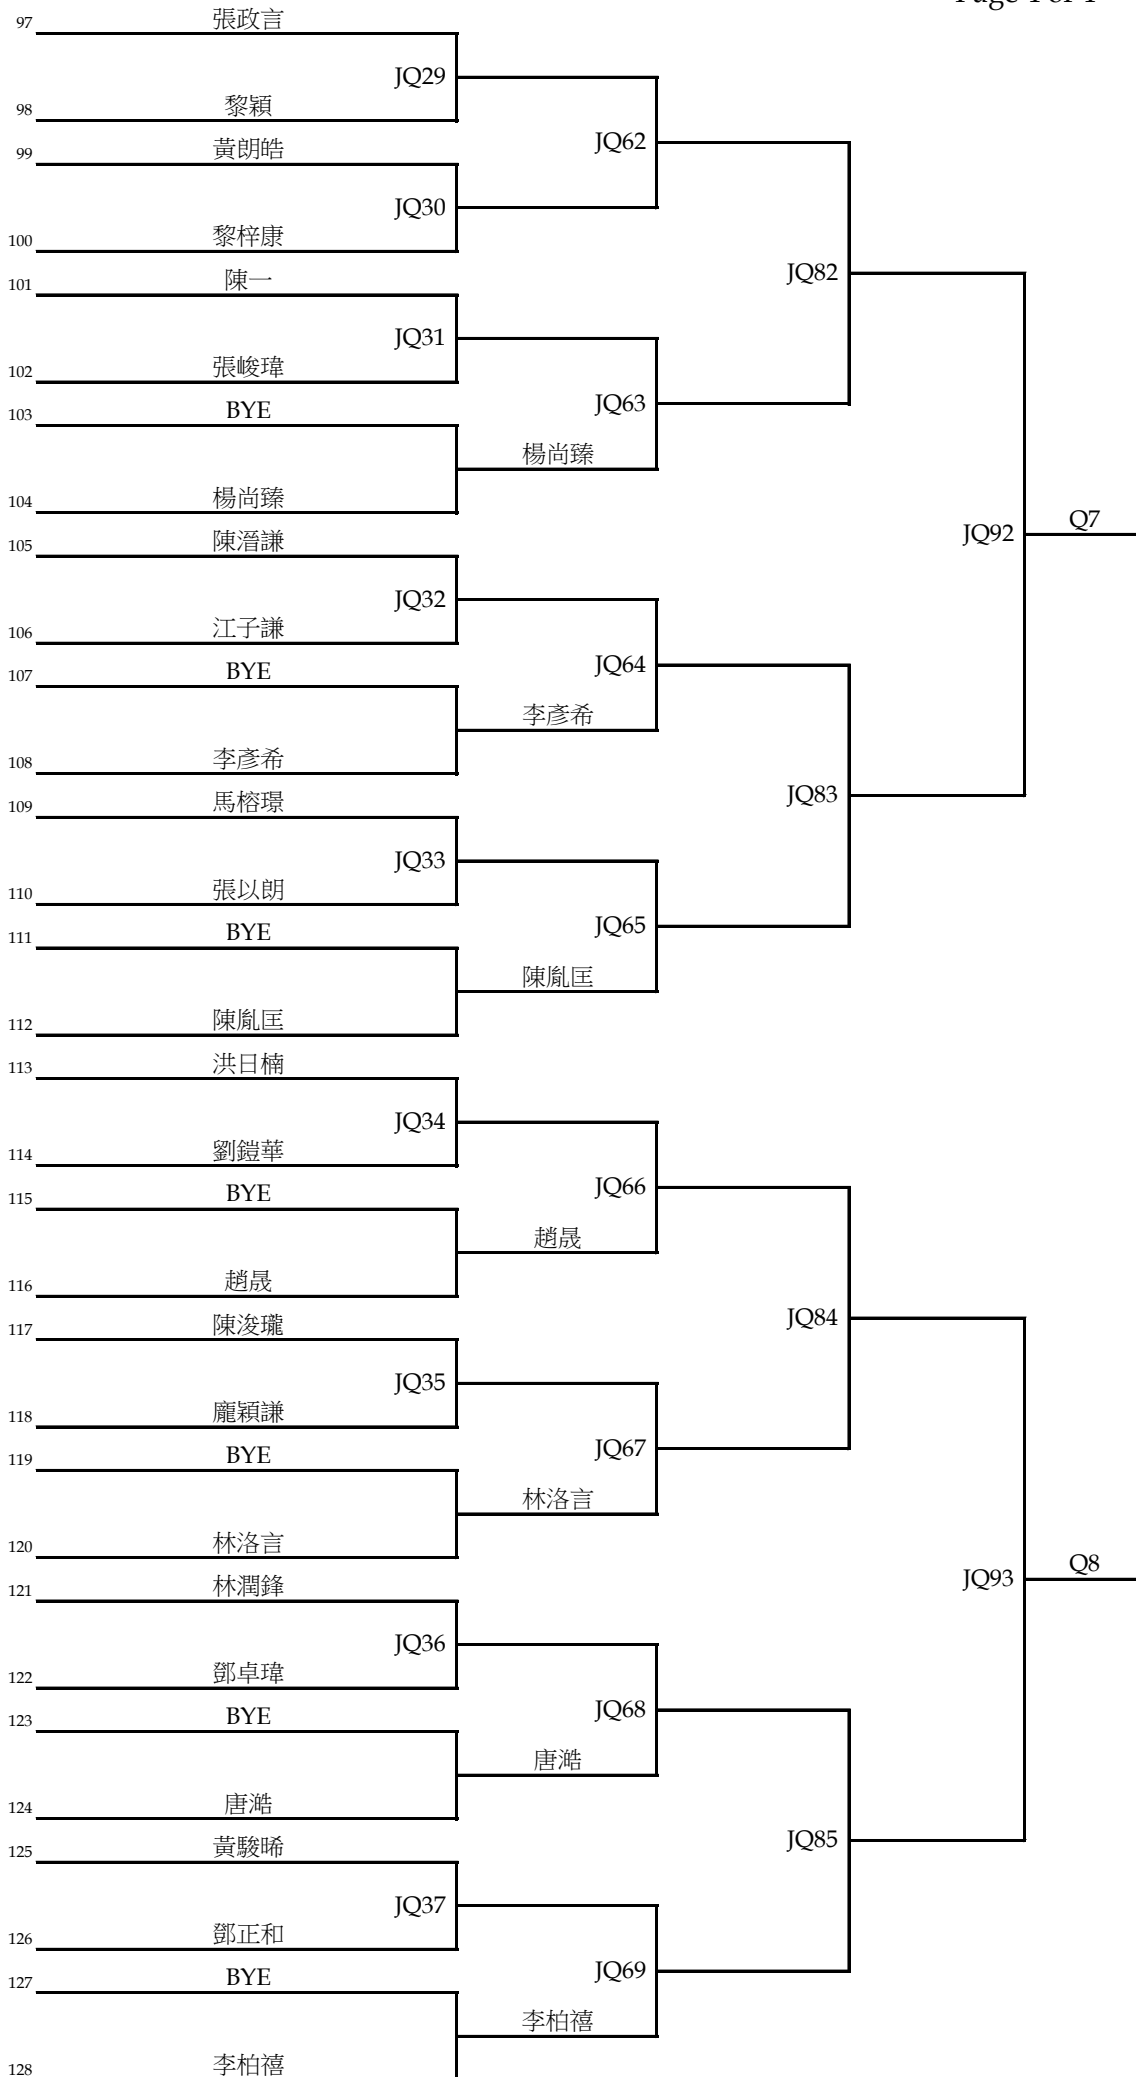 97 張政言
JQ29
98 黎穎
JQ62
99 黃朗皓
JQ30
100 黎梓康
JQ82
101 陳一
JQ31
102 張峻瑋
JQ63
103 BYE
楊尚臻
104 楊尚臻
JQ92 Q7
105 陳溍謙
JQ32
106 江子謙
JQ64
107 BYE
李彥希
108 李彥希
JQ83
109 馬榕璟
JQ33
110 張以朗
JQ65
111 BYE
陳胤匡
112 陳胤匡
113 洪日楠
JQ34
114 劉鎧華
JQ66
115 BYE
趙晟
116 趙晟
JQ84
117 陳浚瓏
JQ35
118 龐穎謙
JQ67
119 BYE
林洛言
120 林洛言
JQ93 Q8
121 林潤鋒
JQ36
122 鄧卓瑋
JQ68
123 BYE
唐澔
124 唐澔
JQ85
125 黃駿晞
JQ37
126 鄧正和
JQ69
127 BYE
李柏禧
128 李柏禧